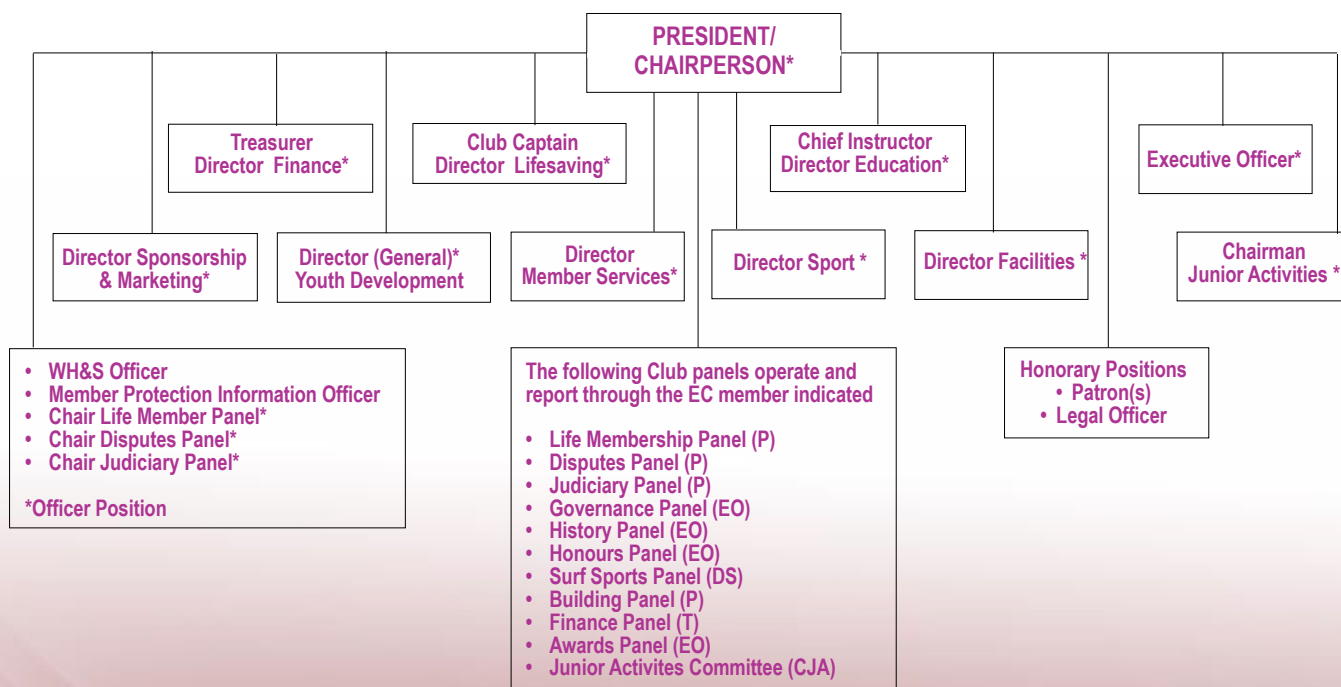 PRESIDENT/
CHAIRPERSON*
Treasurer
Director Finance*
Club Captain
Director Lifesaving*
Chief Instructor
Director Education*
Executive Officer*
Director Sponsorship
& Marketing*
Director (General)*
Youth Development
Director
Member Services*
Director Sport *
Director Facilities *
Chairman
Junior Activities *
• WH&S Officer
• Member Protection Information Officer
• Chair Life Member Panel*
• Chair Disputes Panel*
• Chair Judiciary Panel*
*Officer Position
The following Club panels operate and
report through the EC member indicated
• Life Membership Panel (P)
• Disputes Panel (P)
• Judiciary Panel (P)
• Governance Panel (EO)
• History Panel (EO)
• Honours Panel (EO)
• Surf Sports Panel (DS)
• Building Panel (P)
• Finance Panel (T)
• Awards Panel (EO)
• Junior Activites Committee (CJA)
Honorary Positions
• Patron(s)
• Legal Officer